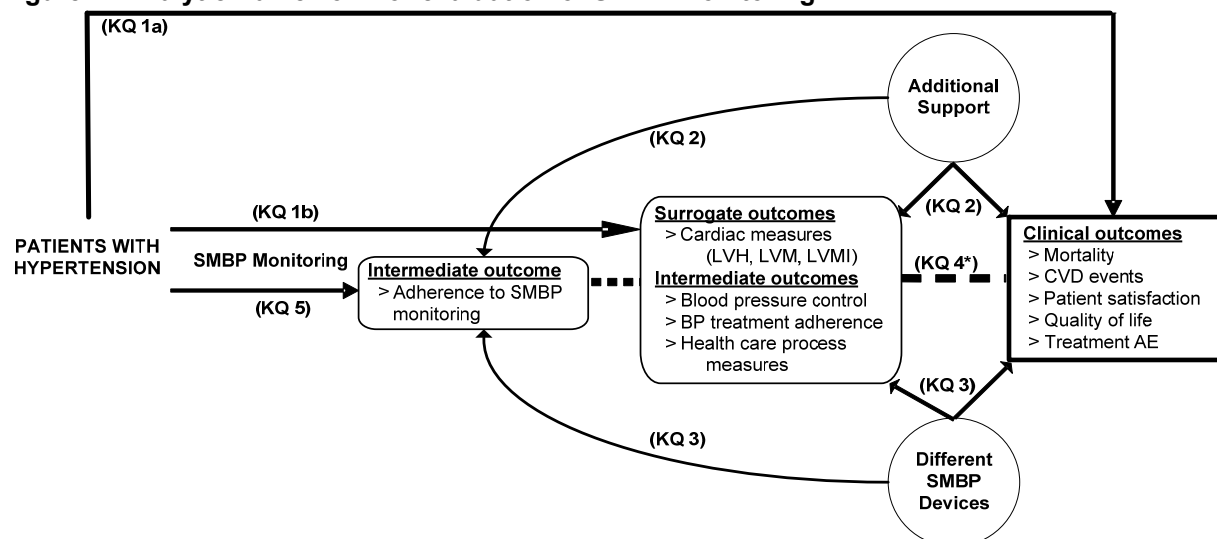 (KQ 1a)
Additional
Support
(KQ 2)
(KQ 1b)
(KQ 2)
PATIENTS WITH
HYPERTENSION
SMBP Monitoring
(KQ 5)
Intermediate outcome
> Adherence to SMBP
monitoring
Surrogate outcomes
> Cardiac measures
(LVH, LVM, LVMI)
Intermediate outcomes
> Blood pressure control
> BP treatment adherence
> Health care process
measures
(KQ 4*)
Clinical outcomes
> Mortality
> CVD events
> Patient satisfaction
> Quality of life
> Treatment AE
(KQ 3)
(KQ 3)
Different
SMBP
Devices